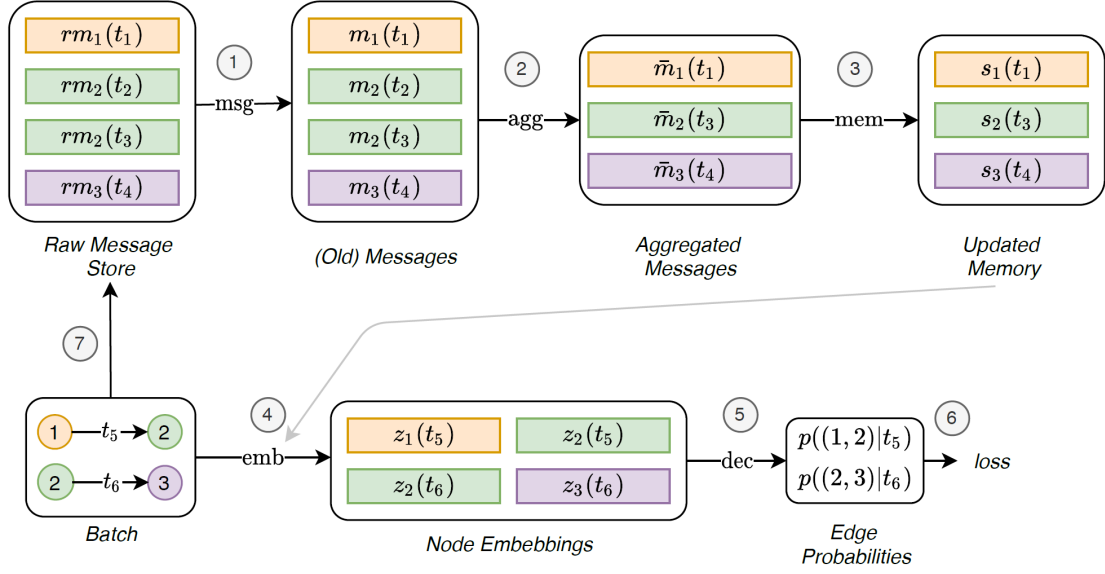 rm₁(t₁)
rm₂(t₂)
rm₂(t₃)
rm₃(t₄)
Raw Message
Store
1
msg
m₁(t₁)
m₂(t₂)
m₂(t₃)
m₃(t₄)
(Old) Messages
2
agg
m̄₁(t₁)
m̄₂(t₃)
m̄₃(t₄)
Aggregated
Messages
3
mem
s₁(t₁)
s₂(t₃)
s₃(t₄)
Updated
Memory
7
1 t₅ 2
2 t₆ 3
Batch
4
emb
z₁(t₅) z₂(t₅)
z₂(t₆) z₃(t₆)
Node Embebbings
5
dec
p((1, 2)|t₅)
p((2, 3)|t₆)
Edge
Probabilities
6
loss